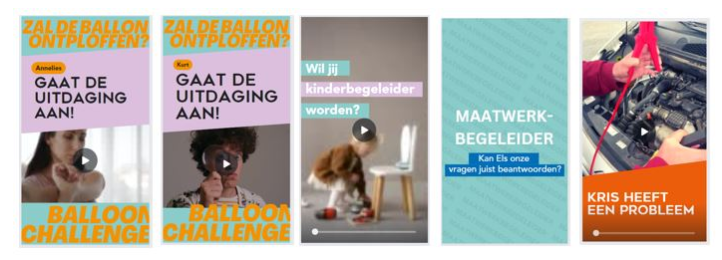 ZAL DE BALLON
ONTPLOFFEN?
Annelies
GAAT DE
UITDAGING
AAN!
BALLOON
CHALLENGE
ZAL DE BALLON
ONTPLOFFEN?
Kurt
GAAT DE
UITDAGING
AAN!
BALLOON
CHALLENGE
Wil jij
kinderbegeleider
worden?
MAATWERK-
BEGELEIDER
Kan Els onze
vragen juist beantwoorden?
KRIS HEEFT
EEN PROBLEEM